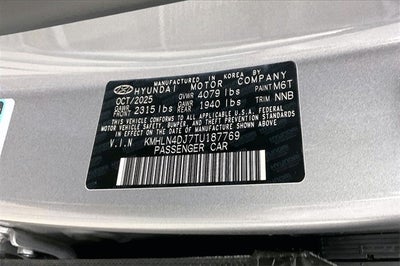 MANUFACTURED IN KOREA BY
HYUNDAI MOTOR COMPANY
OCT/2025 GVWR 4079 lbs PAINT M6T
GAWR FRONT 2315 lbs GAWR REAR 1940 lbs TRIM NNB
THIS VEHICLE CONFORMS TO ALL APPLICABLE U.S.A. FEDERAL
MOTOR VEHICLE SAFETY, BUMPER, AND THEFT PREVENTION STANDARDS
IN EFFECT ON THE DATE OF MANUFACTURE SHOWN ABOVE.
V.I.N KMHLN4DJ7TU187769
PASSENGER CAR